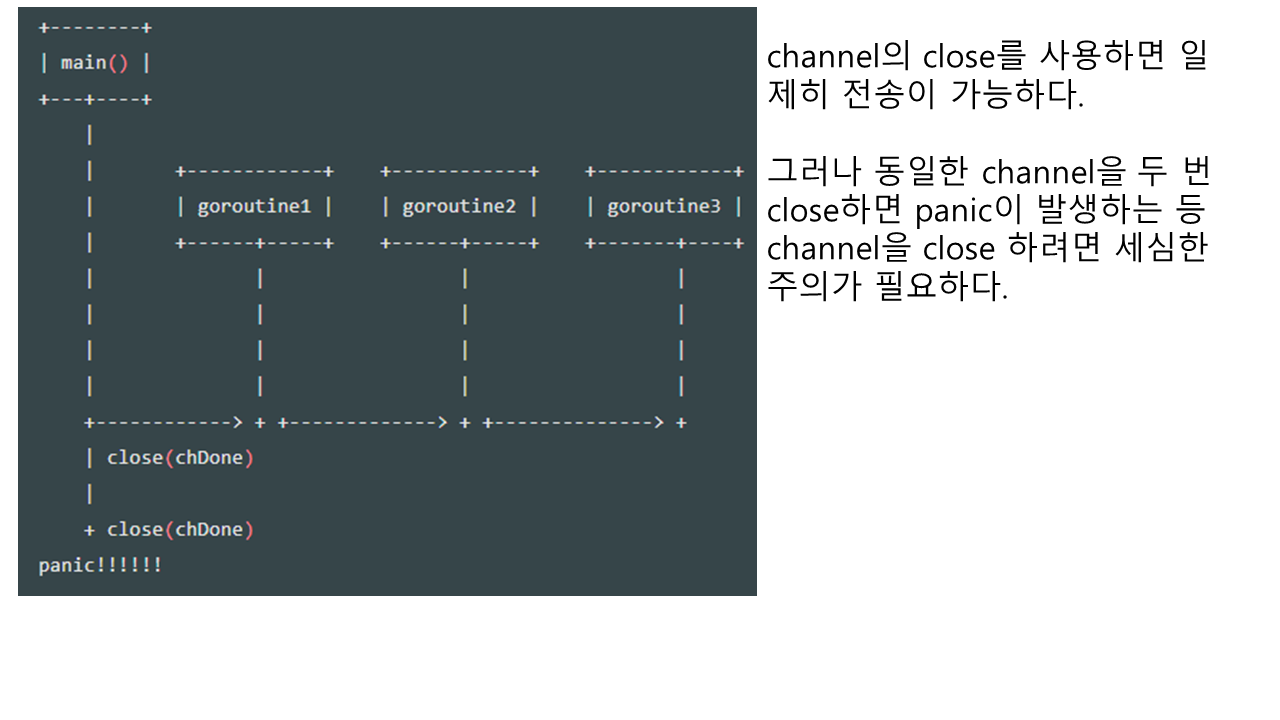 +--------+
| main() |
+---+----+
    |
    |       +------------+    +------------+    +------------+
    |       | goroutine1 |    | goroutine2 |    | goroutine3 |
    |       +------+-----+    +------+-----+    +-------+----+
    |              |                 |                  |
    |              |                 |                  |
    |              |                 |                  |
    |              |                 |                  |
    +------------> + +-------------> + +--------------> +
    | close(chDone)
    |
    + close(chDone)
panic!!!!!!
channel의 close를 사용하면 일
제히 전송이 가능하다.
그러나 동일한 channel을 두 번
close하면 panic이 발생하는 등
channel을 close 하려면 세심한
주의가 필요하다.